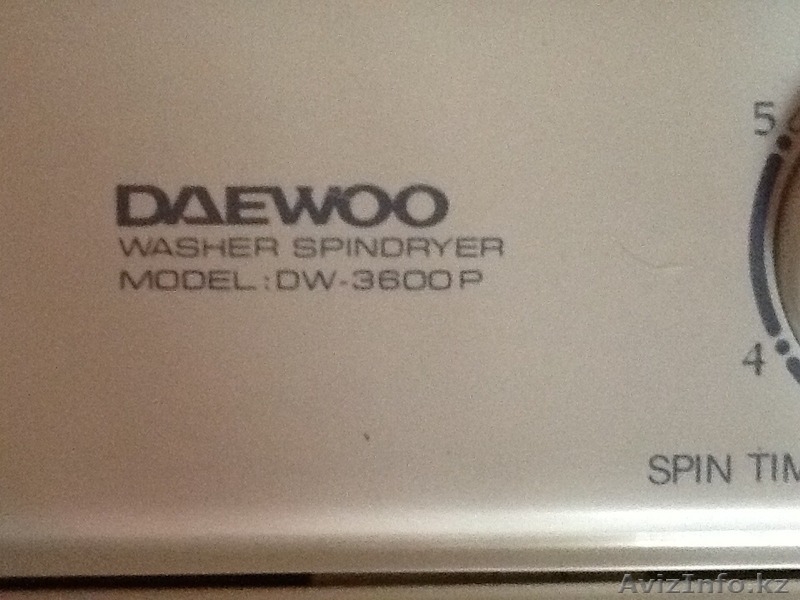 DAEWOO
WASHER SPINDRYER
MODEL:DW-3600P
5
4
SPIN TIM
AvizInfo.kz